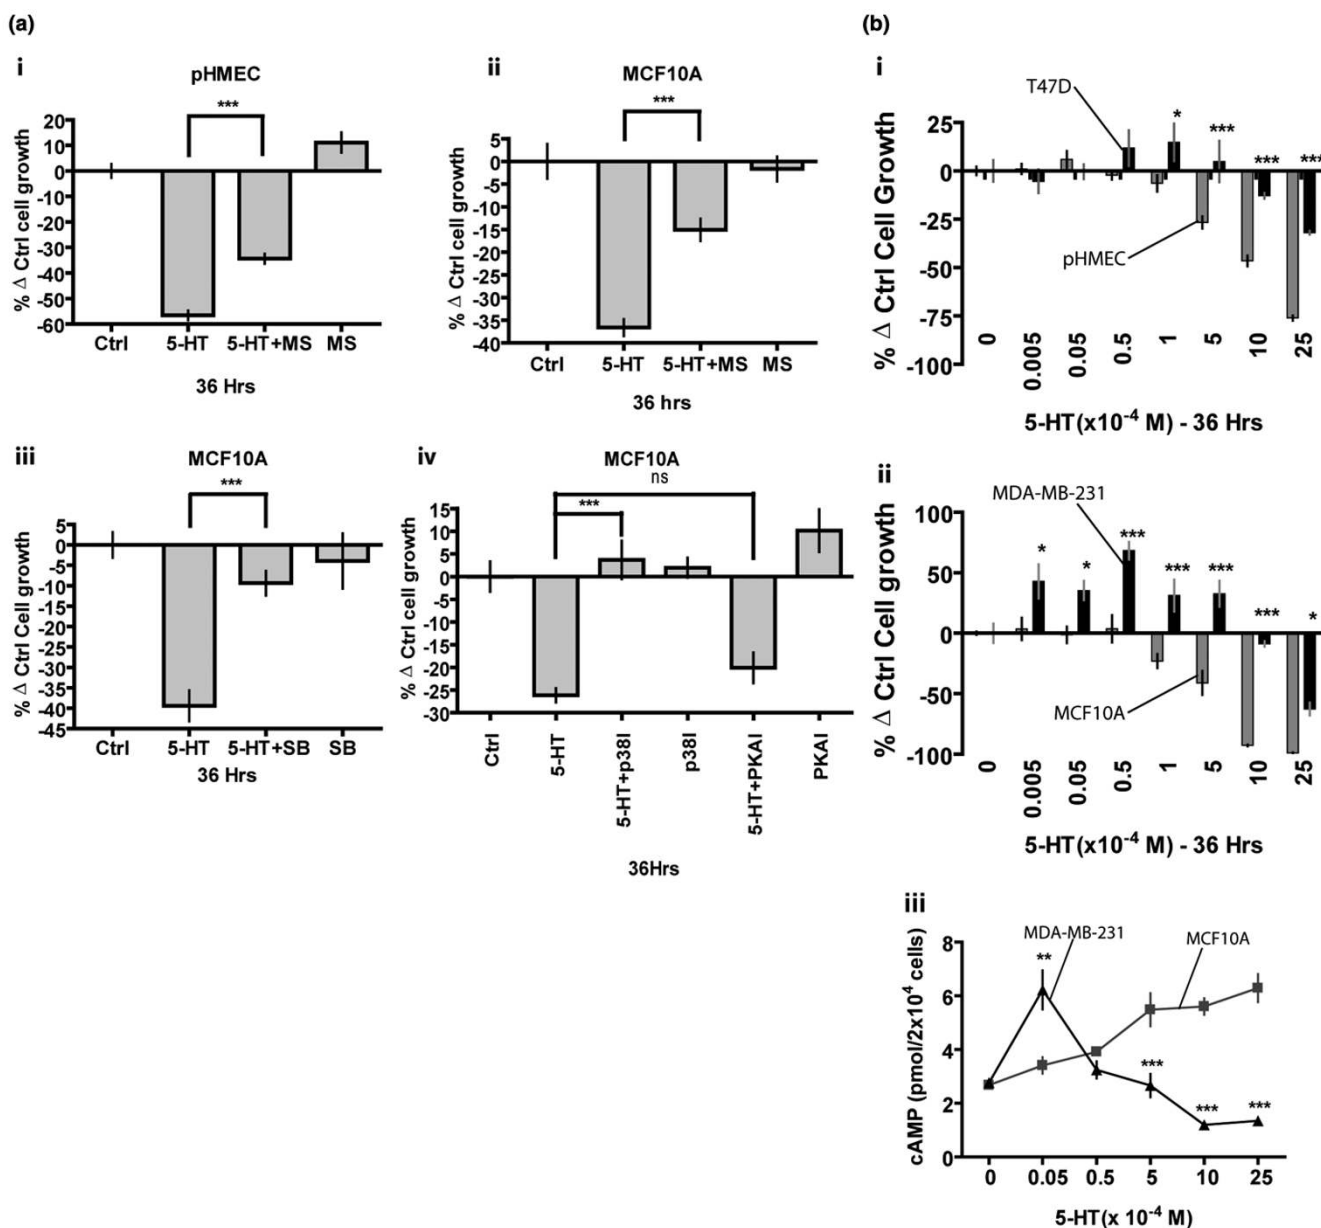 (a)
i
pHMEC
***
20
10
0
-10
-20
-30
-40
-50
-60
% Δ Ctrl cell growth
Ctrl 5-HT 5-HT+MS MS
36 Hrs
ii
MCF10A
***
5
0
-5
-10
-15
-20
-25
-30
-35
-40
% Δ Ctrl cell growth
Ctrl 5-HT 5-HT+MS MS
36 hrs
iii
MCF10A
***
5
0
-5
-10
-15
-20
-25
-30
-35
-40
-45
% Δ Ctrl Cell growth
Ctrl 5-HT 5-HT+SB SB
36 Hrs
iv
MCF10A
ns
***
15
10
5
0
-5
-10
-15
-20
-25
-30
% Δ Ctrl cell growth
Ctrl
5-HT
5-HT+p38I
p38I
5-HT+PKAI
PKAI
36Hrs
(b)
i
T47D
* *** *** ***
25
0
-25
-50
-75
-100
pHMEC
% Δ Ctrl Cell Growth
0 0.005 0.05 0.5 1 5 10 25
5-HT(x10⁻⁴ M) - 36 Hrs
ii
MDA-MB-231
* * *** *** *** *** *
100
50
0
-50
-100
MCF10A
% Δ Ctrl Cell growth
0 0.005 0.05 0.5 1 5 10 25
5-HT(x10⁻⁴ M) - 36 Hrs
iii
MDA-MB-231
MCF10A
** *** *** ***
8
6
4
2
0
cAMP (pmol/2x10⁴ cells)
0 0.05 0.5 5 10 25
5-HT(x 10⁻⁴ M)